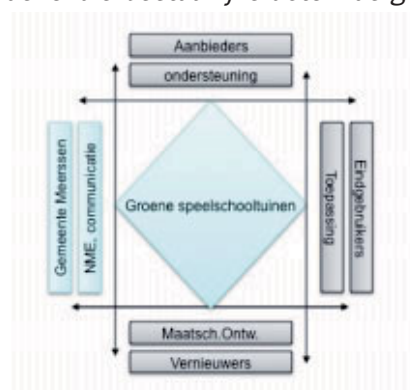 Aanbieders
ondersteuning
Gemeente Meerssen
NME, communicatie
Groene speelschooltuinen
Toepassing
Eindgebruikers
Maatsch.Ontw.
Vernieuwers